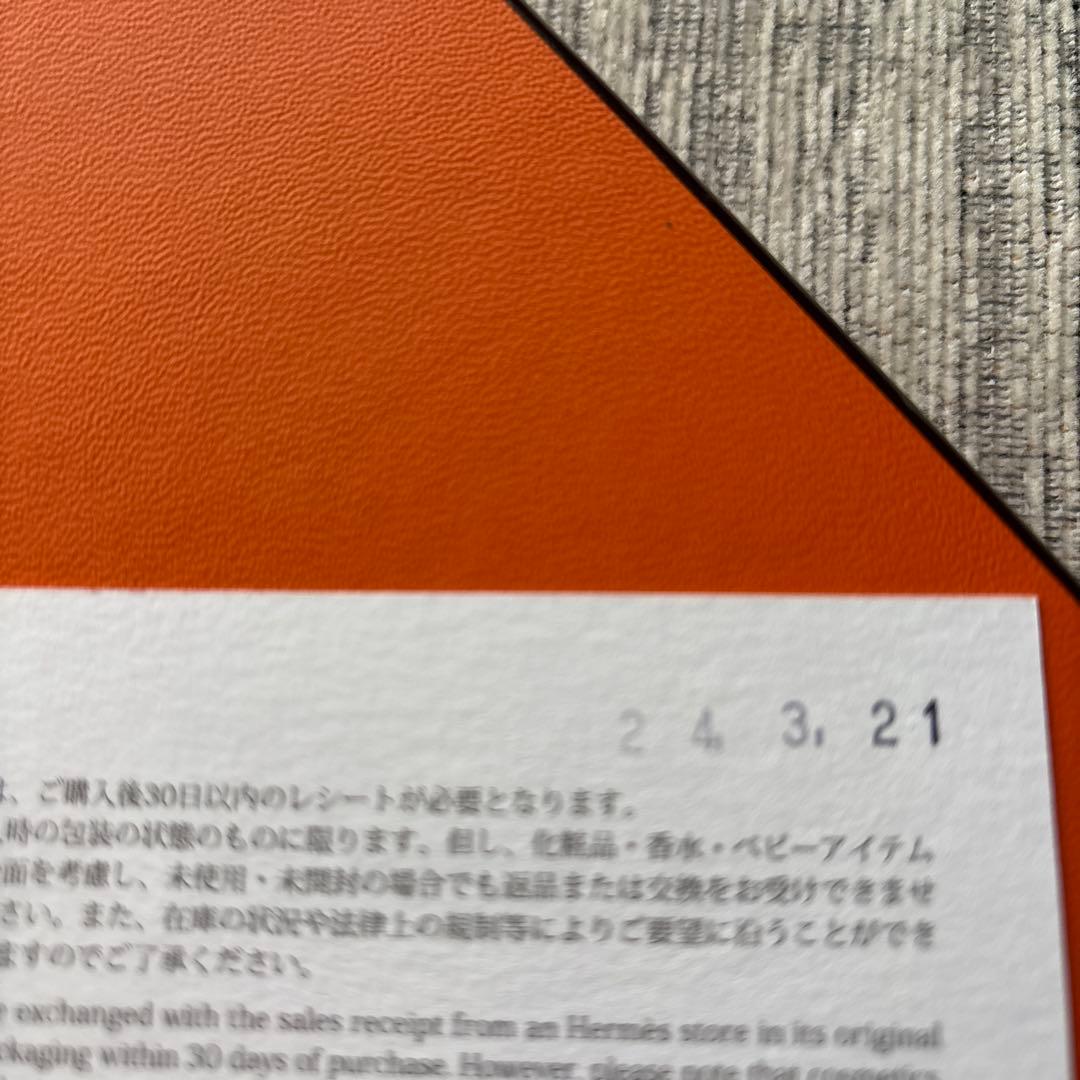 24. 3. 21
は、ご購入後30日以内のレシートが必要となります。
入時の包装の状態のものに限ります。但し、化粧品・香水・ベビーアイテム
面を考慮し、未使用・未開封の場合でも返品または交換をお受けできませ
さい。また、在庫の状況や法律上の規制等によりご要望に沿うことができ
ますのでご了承ください。
exchanged with the sales receipt from an Hermès store in its original
ckaging within 30 days of purchase. However, please note that cosmetics